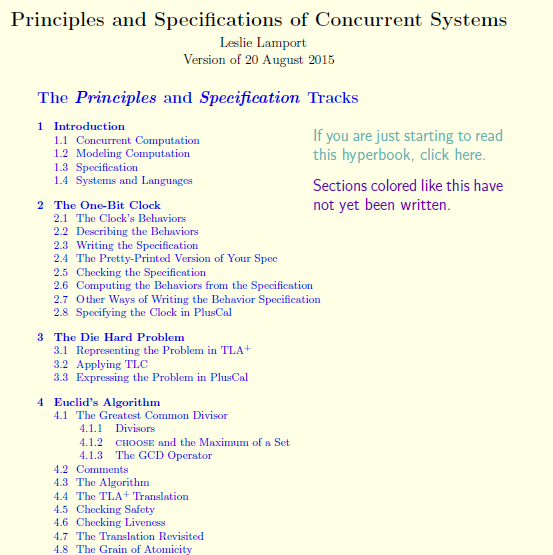 Principles and Specifications of Concurrent Systems
Leslie Lamport
Version of 20 August 2015
The Principles and Specification Tracks
1 Introduction
1.1 Concurrent Computation
1.2 Modeling Computation
1.3 Specification
1.4 Systems and Languages
If you are just starting to read
this hyperbook, click here.
Sections colored like this have
not yet been written.
2 The One-Bit Clock
2.1 The Clock's Behaviors
2.2 Describing the Behaviors
2.3 Writing the Specification
2.4 The Pretty-Printed Version of Your Spec
2.5 Checking the Specification
2.6 Computing the Behaviors from the Specification
2.7 Other Ways of Writing the Behavior Specification
2.8 Specifying the Clock in PlusCal
3 The Die Hard Problem
3.1 Representing the Problem in TLA+
3.2 Applying TLC
3.3 Expressing the Problem in PlusCal
4 Euclid's Algorithm
4.1 The Greatest Common Divisor
4.1.1 Divisors
4.1.2 CHOOSE and the Maximum of a Set
4.1.3 The GCD Operator
4.2 Comments
4.3 The Algorithm
4.4 The TLA+ Translation
4.5 Checking Safety
4.6 Checking Liveness
4.7 The Translation Revisited
4.8 The Grain of Atomicity